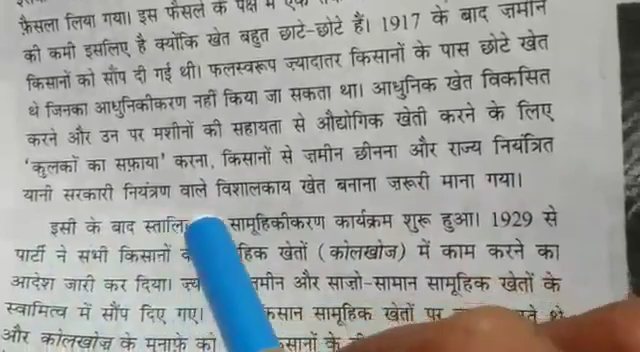 फ़ैसला लिया गया। इस फ़ैसले के पक्ष में एक
की कमी इसलिए है क्योंकि खेत बहुत छोटे-छोटे हैं। 1917 के बाद ज़मीन
किसानों को सौंप दी गई थी। फलस्वरूप ज़्यादातर किसानों के पास छोटे खेत
थे जिनका आधुनिकीकरण नहीं किया जा सकता था। आधुनिक खेत विकसित
करने और उन पर मशीनों की सहायता से औद्योगिक खेती करने के लिए
'कुलकों का सफ़ाया' करना, किसानों से ज़मीन छीनना और राज्य नियंत्रित
यानी सरकारी नियंत्रण वाले विशालकाय खेत बनाना ज़रूरी माना गया।
इसी के बाद सामूहिकीकरण कार्यक्रम शुरू हुआ। 1929 से
पार्टी ने सभी किसानों खेतों (कोलखोज) में काम करने का
आदेश जारी कर दिया। और साजो-सामान सामूहिक खेतों के
स्वामित्व में सौंप दिए गए। सामूहिक खेतों पर थे
और कोलखोज के मुनाफ़े को